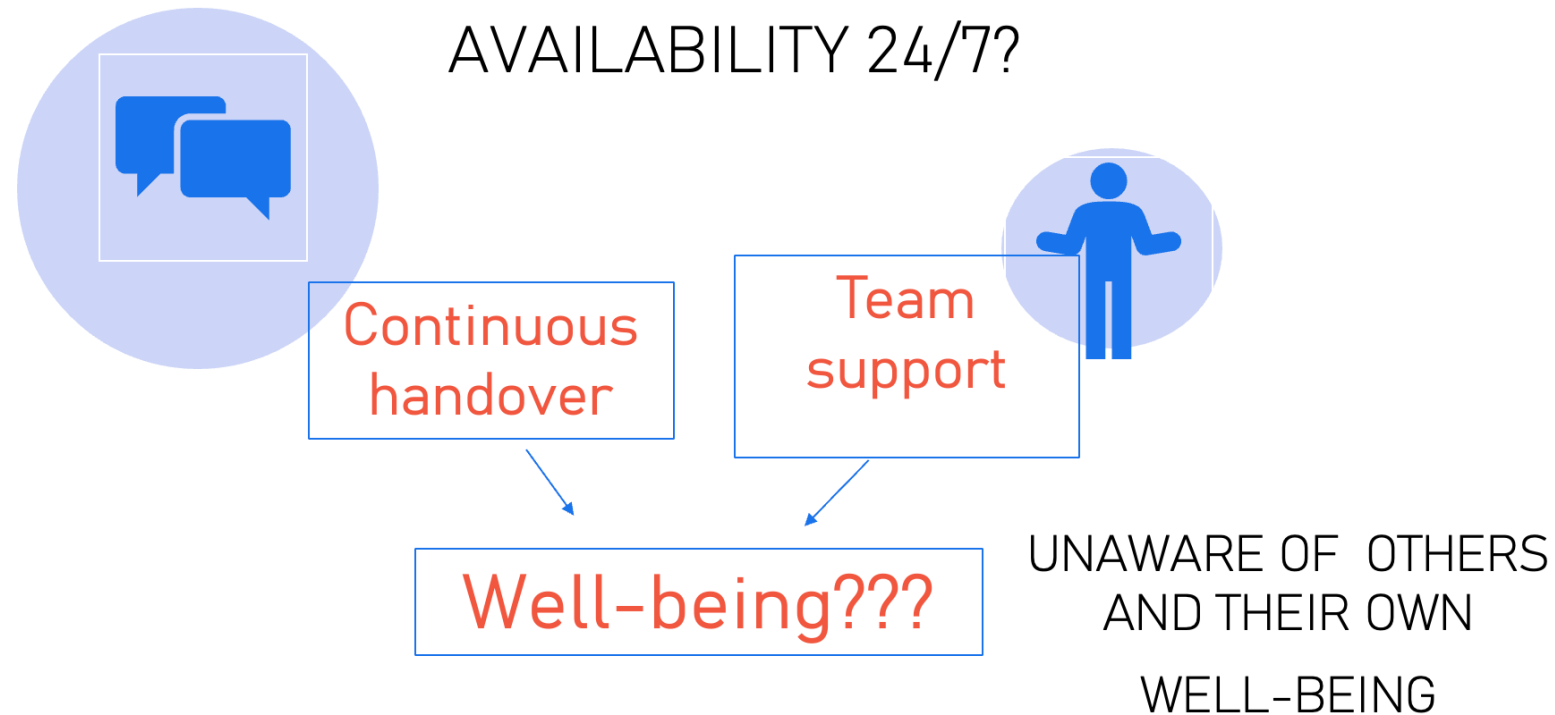 AVAILABILITY 24/7?
Continuous
handover
Team
support
Well-being???
UNAWARE OF OTHERS
AND THEIR OWN
WELL-BEING